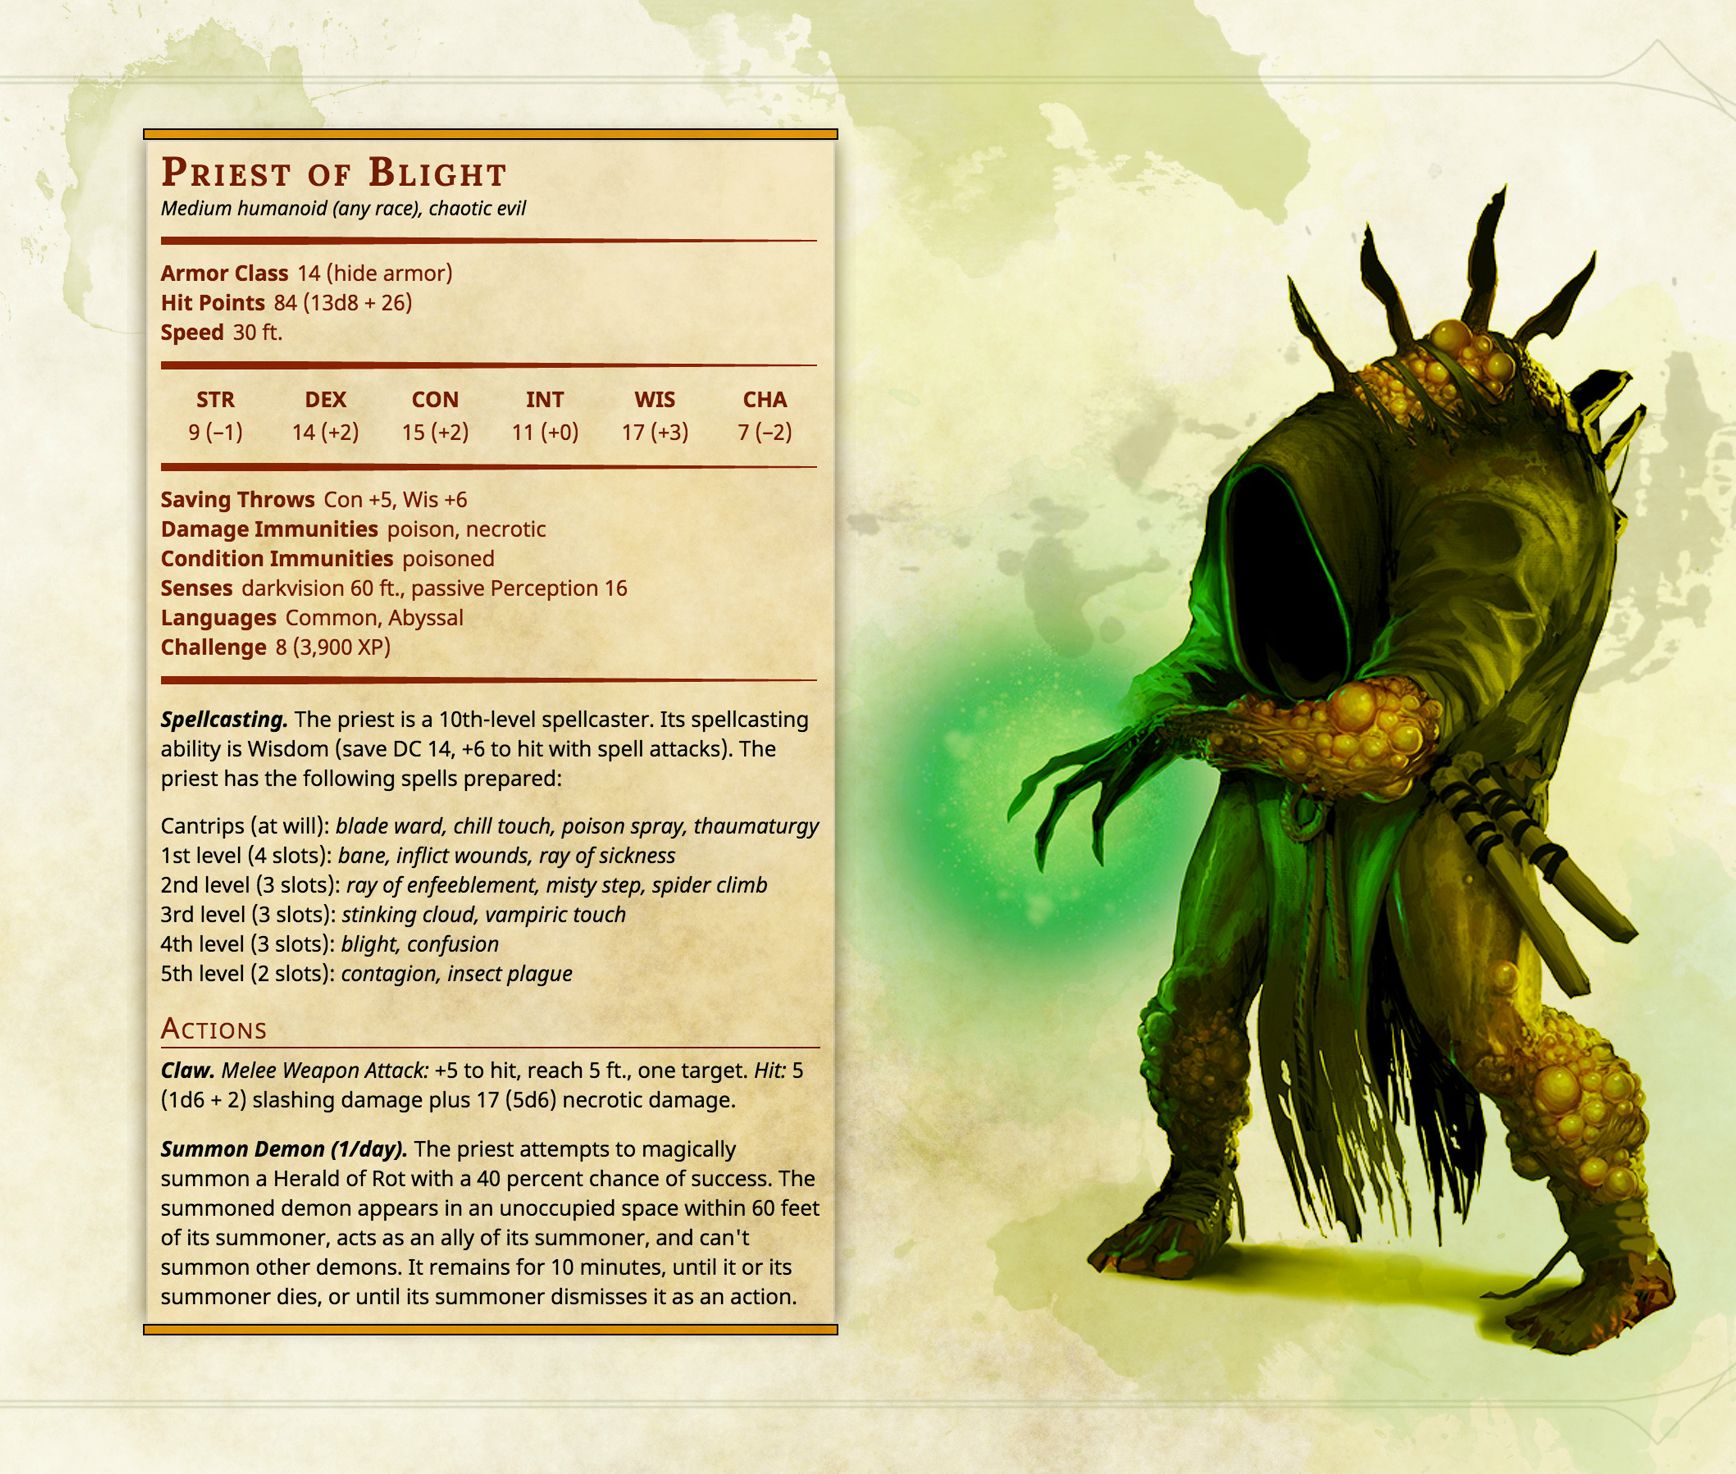 Priest of Blight
Medium humanoid (any race), chaotic evil
Armor Class 14 (hide armor)
Hit Points 84 (13d8 + 26)
Speed 30 ft.
STR DEX CON INT WIS CHA
9 (–1) 14 (+2) 15 (+2) 11 (+0) 17 (+3) 7 (–2)
Saving Throws Con +5, Wis +6
Damage Immunities poison, necrotic
Condition Immunities poisoned
Senses darkvision 60 ft., passive Perception 16
Languages Common, Abyssal
Challenge 8 (3,900 XP)
Spellcasting. The priest is a 10th-level spellcaster. Its spellcasting
ability is Wisdom (save DC 14, +6 to hit with spell attacks). The
priest has the following spells prepared:
Cantrips (at will): blade ward, chill touch, poison spray, thaumaturgy
1st level (4 slots): bane, inflict wounds, ray of sickness
2nd level (3 slots): ray of enfeeblement, misty step, spider climb
3rd level (3 slots): stinking cloud, vampiric touch
4th level (3 slots): blight, confusion
5th level (2 slots): contagion, insect plague
Actions
Claw. Melee Weapon Attack: +5 to hit, reach 5 ft., one target. Hit: 5
(1d6 + 2) slashing damage plus 17 (5d6) necrotic damage.
Summon Demon (1/day). The priest attempts to magically
summon a Herald of Rot with a 40 percent chance of success. The
summoned demon appears in an unoccupied space within 60 feet
of its summoner, acts as an ally of its summoner, and can't
summon other demons. It remains for 10 minutes, until it or its
summoner dies, or until its summoner dismisses it as an action.